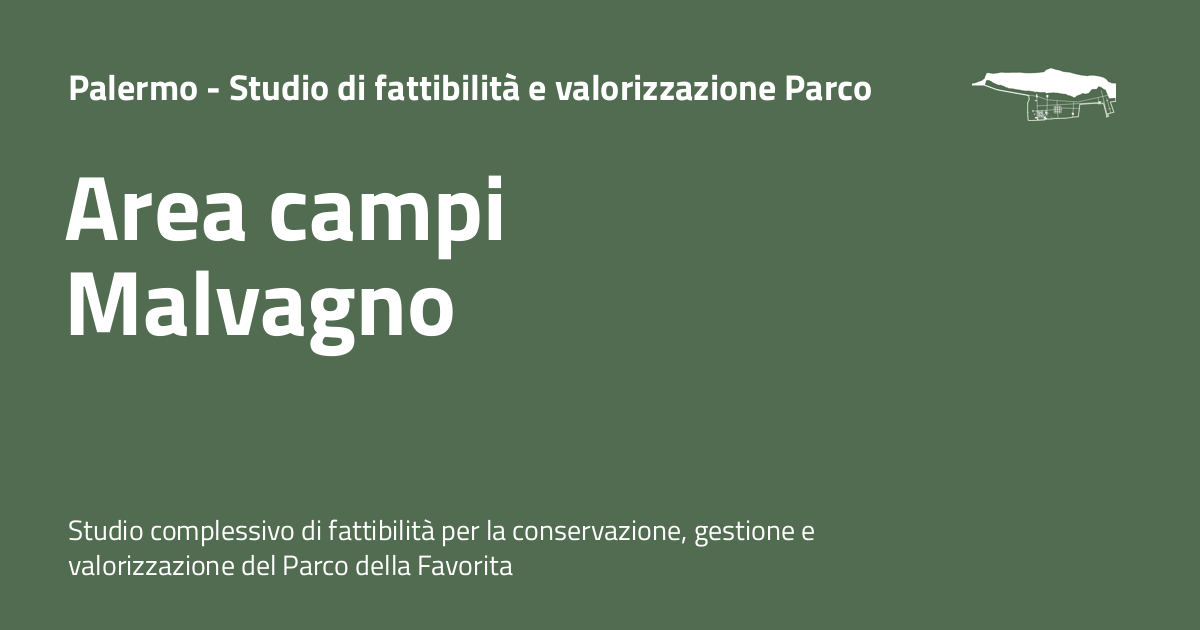 Palermo - Studio di fattibilità e valorizzazione Parco
Area campi
Malvagno
Studio complessivo di fattibilità per la conservazione, gestione e
valorizzazione del Parco della Favorita